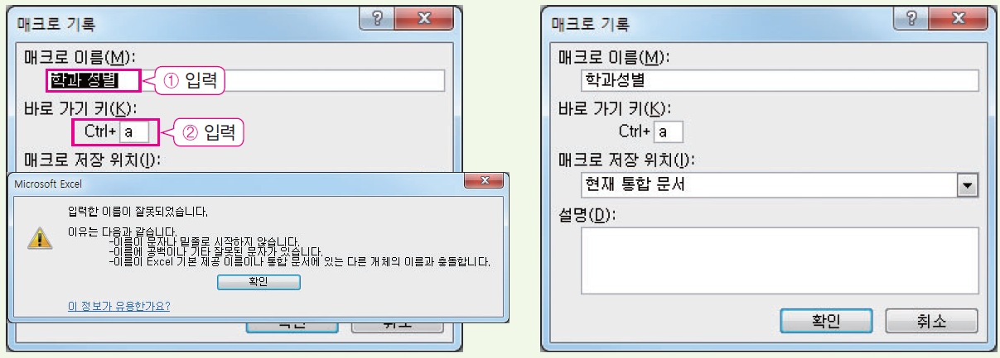 매크로 기록
매크로 이름(M):
학과 성별
① 입력
바로 가기 키(K):
Ctrl+ a
② 입력
매크로 저장 위치(I):
Microsoft Excel
입력한 이름이 잘못되었습니다.
이유는 다음과 같습니다.
-이름이 문자나 밑줄로 시작하지 않습니다.
-이름에 공백이나 기타 잘못된 문자가 있습니다.
-이름이 Excel 기본 제공 이름이나 통합 문서에 있는 다른 개체의 이름과 충돌합니다.
확인
이 정보가 유용한가요?
확인 취소
매크로 기록
매크로 이름(M):
학과성별
바로 가기 키(K):
Ctrl+ a
매크로 저장 위치(I):
현재 통합 문서
설명(D):
확인 취소